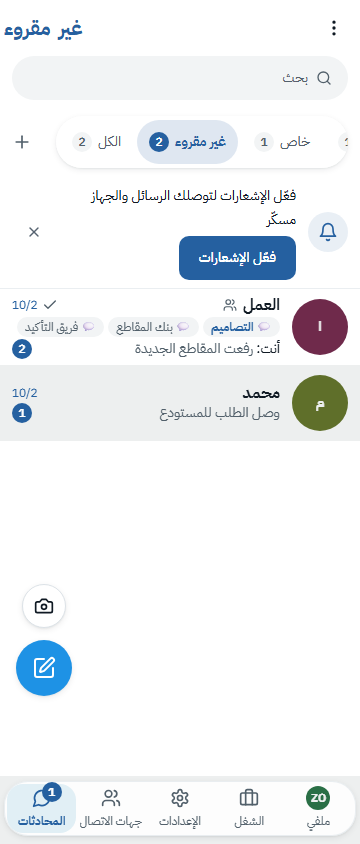 غير مقروء
بحث
1
خاص 1
غير مقروء 2
الكل 2
فعّل الإشعارات لتوصلك الرسائل والجهاز
مسكّر
فعّل الإشعارات
ا
العمل
10/2
التصاميم
بنك المقاطع
فريق التأكيد
أنت: رفعت المقاطع الجديدة
2
م
محمد
10/2
وصل الطلب للمستودع
1
ZO
ملفي
الشغل
الإعدادات
جهات الاتصال
1
المحادثات